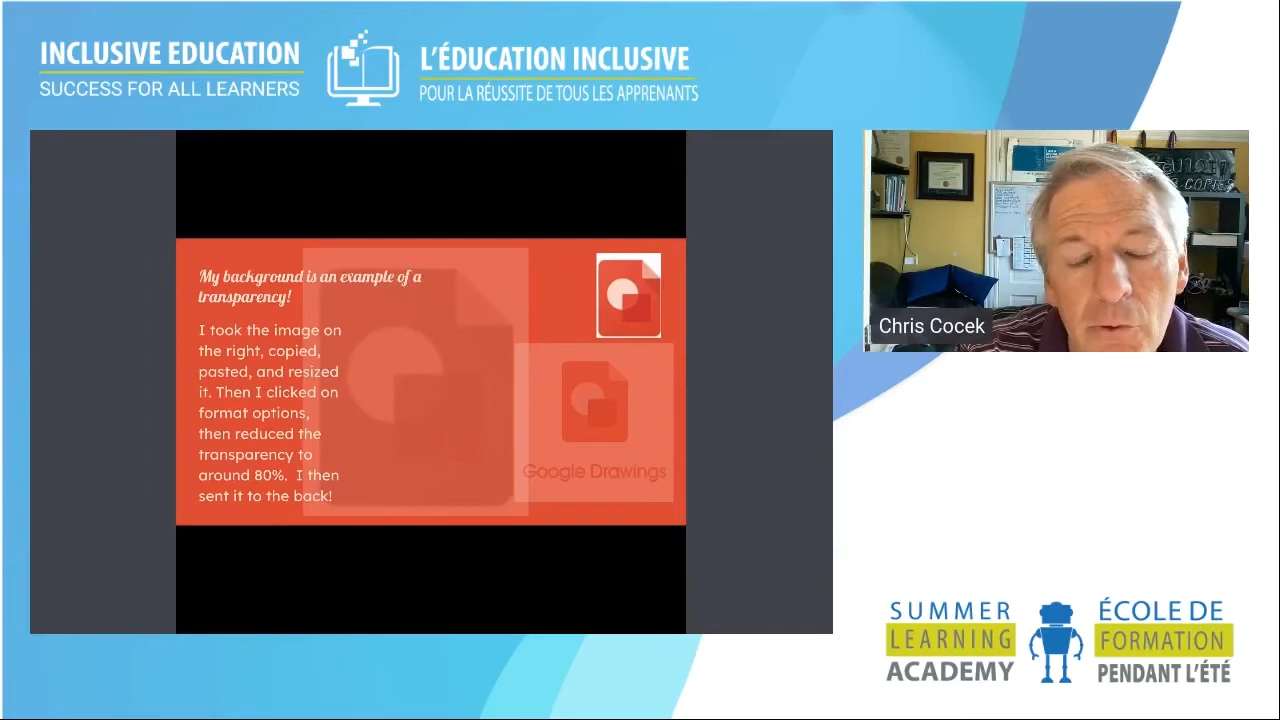 INCLUSIVE EDUCATION
SUCCESS FOR ALL LEARNERS
L'ÉDUCATION INCLUSIVE
POUR LA RÉUSSITE DE TOUS LES APPRENANTS
My background is an example of a
transparency!
I took the image on
the right, copied,
pasted, and resized
it. Then I clicked on
format options,
then reduced the
transparency to
around 80%. I then
sent it to the back!
Google Drawings
Canon
COPIER
Chris Cocek
SUMMER
LEARNING
ACADEMY
ÉCOLE DE
FORMATION
PENDANT L'ÉTÉ